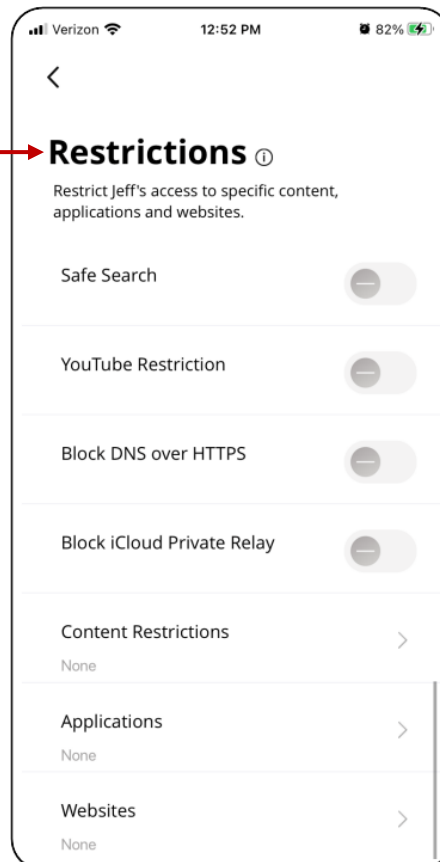 Verizon 12:52 PM 82%
Restrictions
Restrict Jeff's access to specific content,
applications and websites.
Safe Search
YouTube Restriction
Block DNS over HTTPS
Block iCloud Private Relay
Content Restrictions
None
Applications
None
Websites
None